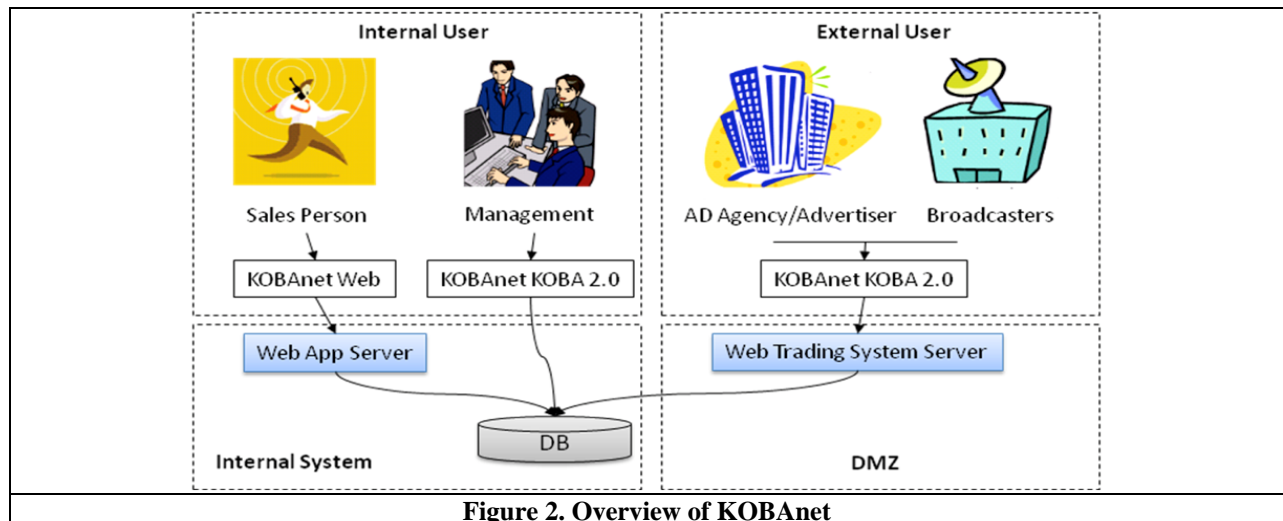 Internal User
External User
Sales Person
Management
AD Agency/Advertiser
Broadcasters
KOBAnet Web
KOBAnet KOBA 2.0
KOBAnet KOBA 2.0
Web App Server
Web Trading System Server
DB
Internal System
DMZ
Figure 2. Overview of KOBAnet